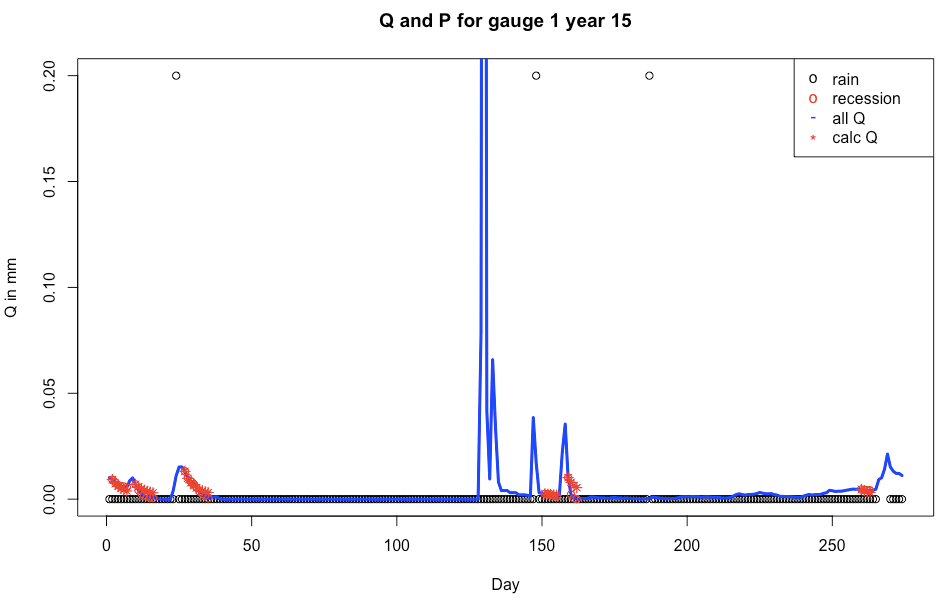 Q and P for gauge 1 year 15
Q in mm
0.20
0.15
0.10
0.05
0.00
o rain
o recession
- all Q
* calc Q
0 50 100 150 200 250
Day